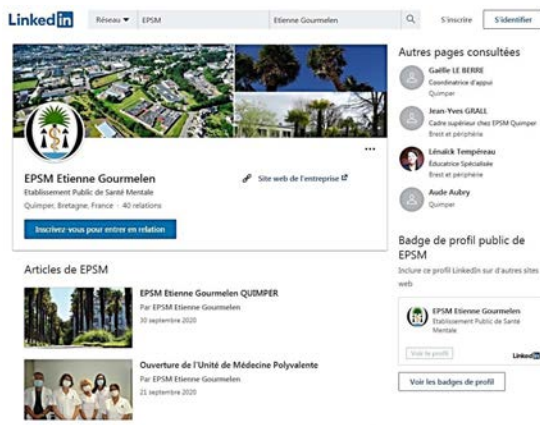 Linked in
Réseau
EPSM
Etienne Gourmelen
S'inscrire
S'identifier
EPSM Etienne Gourmelen
Etablissement Public de Santé Mentale
Quimper, Bretagne, France · 40 relations
Site web de l'entreprise
Inscrivez-vous pour entrer en relation
Articles de EPSM
EPSM Etienne Gourmelen QUIMPER
Par EPSM Etienne Gourmelen
30 septembre 2020
Ouverture de l'Unité de Médecine Polyvalente
Par EPSM Etienne Gourmelen
21 septembre 2020
Autres pages consultées
Gaëlle LE BERRE
Coordinatrice d'appui
Quimper
Jean-Yves GRALL
Cadre supérieur chez EPSM Quimper
Brest et périphérie
Lénaïck Tempéreau
Éducatrice Spécialisée
Brest et périphérie
Aude Aubry
Quimper
Badge de profil public de
EPSM
Inclure ce profil LinkedIn sur d'autres sites
web
EPSM Etienne Gourmelen
Etablissement Public de Santé
Mentale
Voir le profil
Linked in
Voir les badges de profil